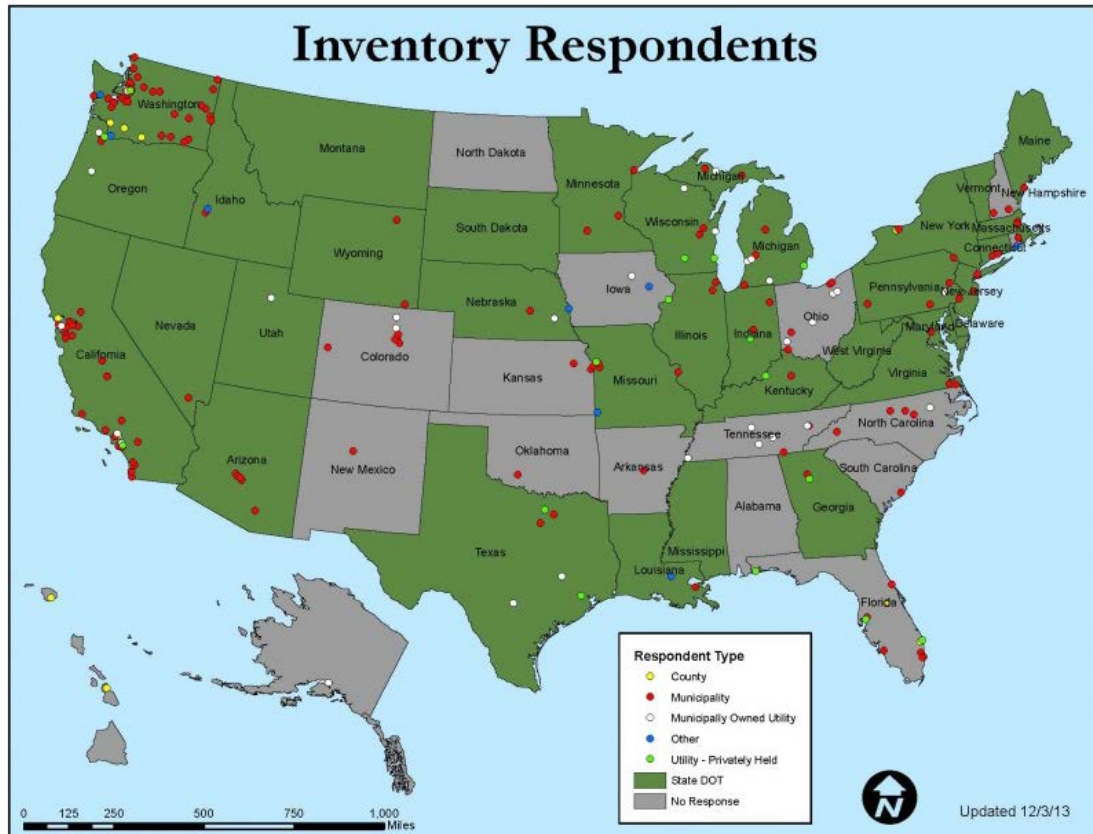 Inventory Respondents
Washington
Montana
North Dakota
Minnesota
Michigan
Maine
Vermont
New Hampshire
Oregon
Idaho
Wisconsin
New York
Massachusetts
South Dakota
Michigan
Connecticut
Wyoming
Iowa
Pennsylvania
New Jersey
Nebraska
Ohio
Nevada
Utah
Illinois
Indiana
Maryland
Delaware
Colorado
West Virginia
California
Kansas
Missouri
Kentucky
Virginia
Tennessee
North Carolina
Arizona
New Mexico
Oklahoma
Arkansas
South Carolina
Alabama
Georgia
Texas
Mississippi
Louisiana
Florida
Respondent Type
County
Municipality
Municipally Owned Utility
Other
Utility - Privately Held
State DOT
No Response
N
Updated 12/3/13
0 125 250 500 750 1,000
Miles